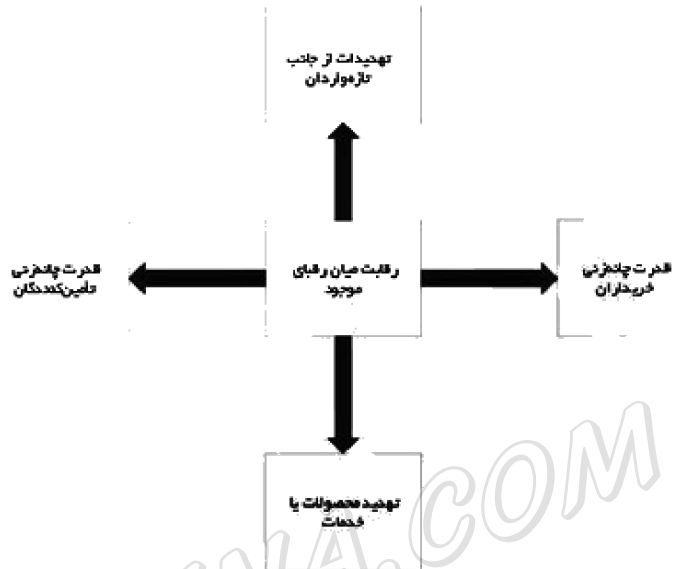 تهدیدات از جانب
تازه‌واردان
قدرت چانه‌زنی
خریداران
رقابت میان رقبای
موجود
قدرت چانه‌زنی
تأمین‌کنندگان
تهدید محصولات یا
خدمات